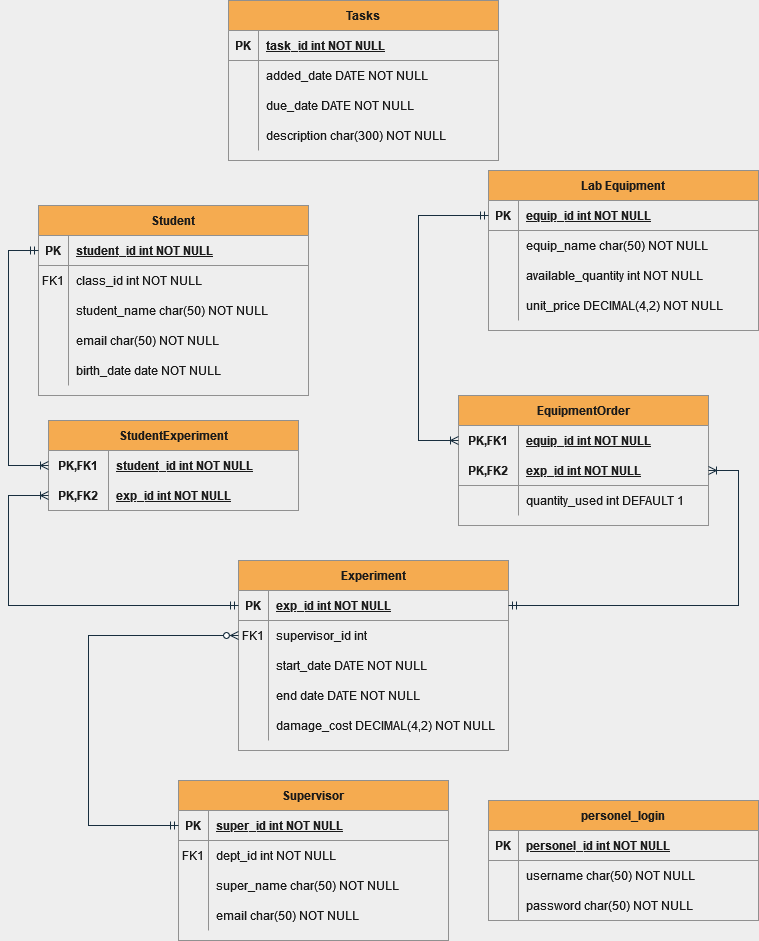 Tasks
PK task_id int NOT NULL
added_date DATE NOT NULL
due_date DATE NOT NULL
description char(300) NOT NULL
Lab Equipment
PK equip_id int NOT NULL
equip_name char(50) NOT NULL
available_quantity int NOT NULL
unit_price DECIMAL(4,2) NOT NULL
Student
PK student_id int NOT NULL
FK1 class_id int NOT NULL
student_name char(50) NOT NULL
email char(50) NOT NULL
birth_date date NOT NULL
EquipmentOrder
PK,FK1 equip_id int NOT NULL
PK,FK2 exp_id int NOT NULL
quantity_used int DEFAULT 1
StudentExperiment
PK,FK1 student_id int NOT NULL
PK,FK2 exp_id int NOT NULL
Experiment
PK exp_id int NOT NULL
FK1 supervisor_id int
start_date DATE NOT NULL
end date DATE NOT NULL
damage_cost DECIMAL(4,2) NOT NULL
Supervisor
PK super_id int NOT NULL
FK1 dept_id int NOT NULL
super_name char(50) NOT NULL
email char(50) NOT NULL
personel_login
PK personel_id int NOT NULL
username char(50) NOT NULL
password char(50) NOT NULL